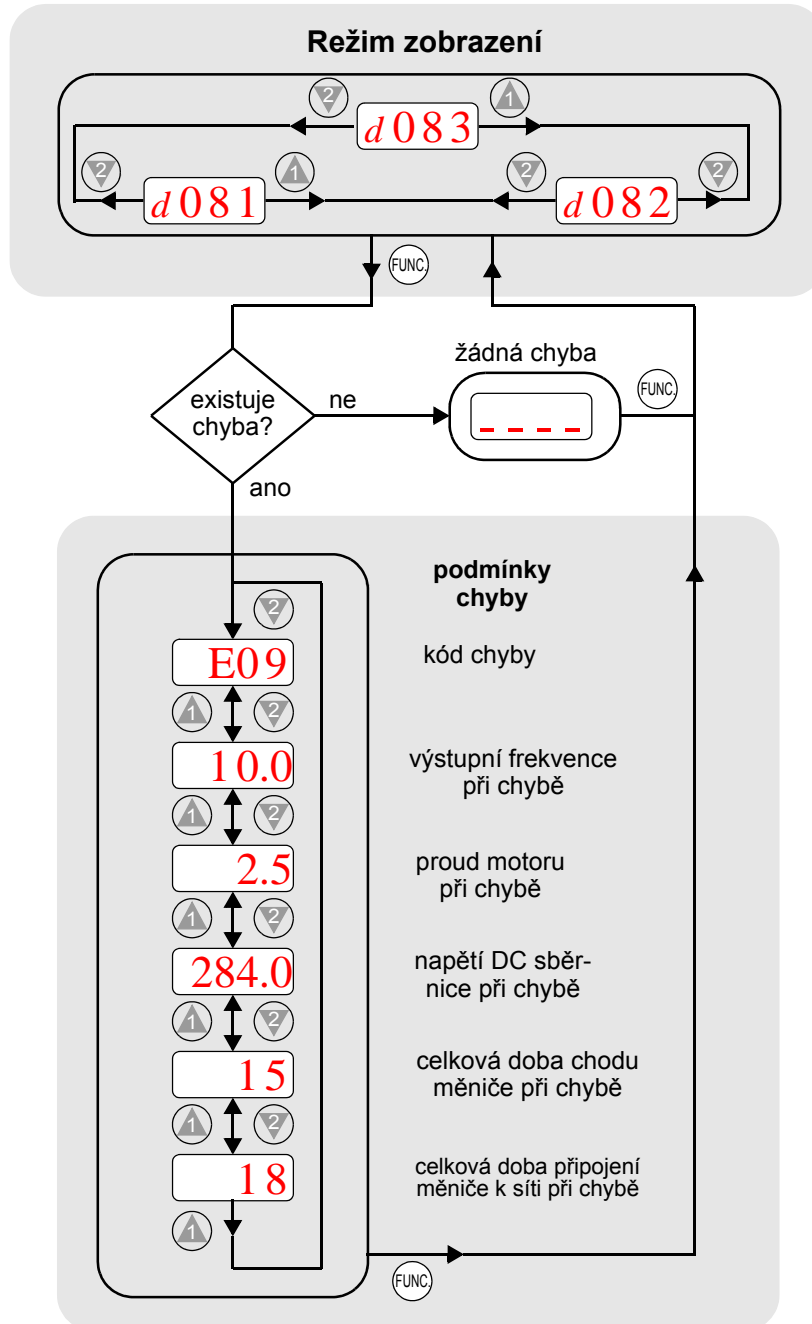 Režim zobrazení
2 1
d083
2 1 2 2
d081 d082
FUNC.
žádná chyba
existuje
chyba?
ne
FUNC.
ano
podmínky
chyby
2
E09
kód chyby
1 2
10.0
výstupní frekvence
při chybě
1 2
2.5
proud motoru
při chybě
1 2
284.0
napětí DC sběr-
nice při chybě
1 2
15
celková doba chodu
měniče při chybě
1 2
18
celková doba připojení
měniče k síti při chybě
1
FUNC.